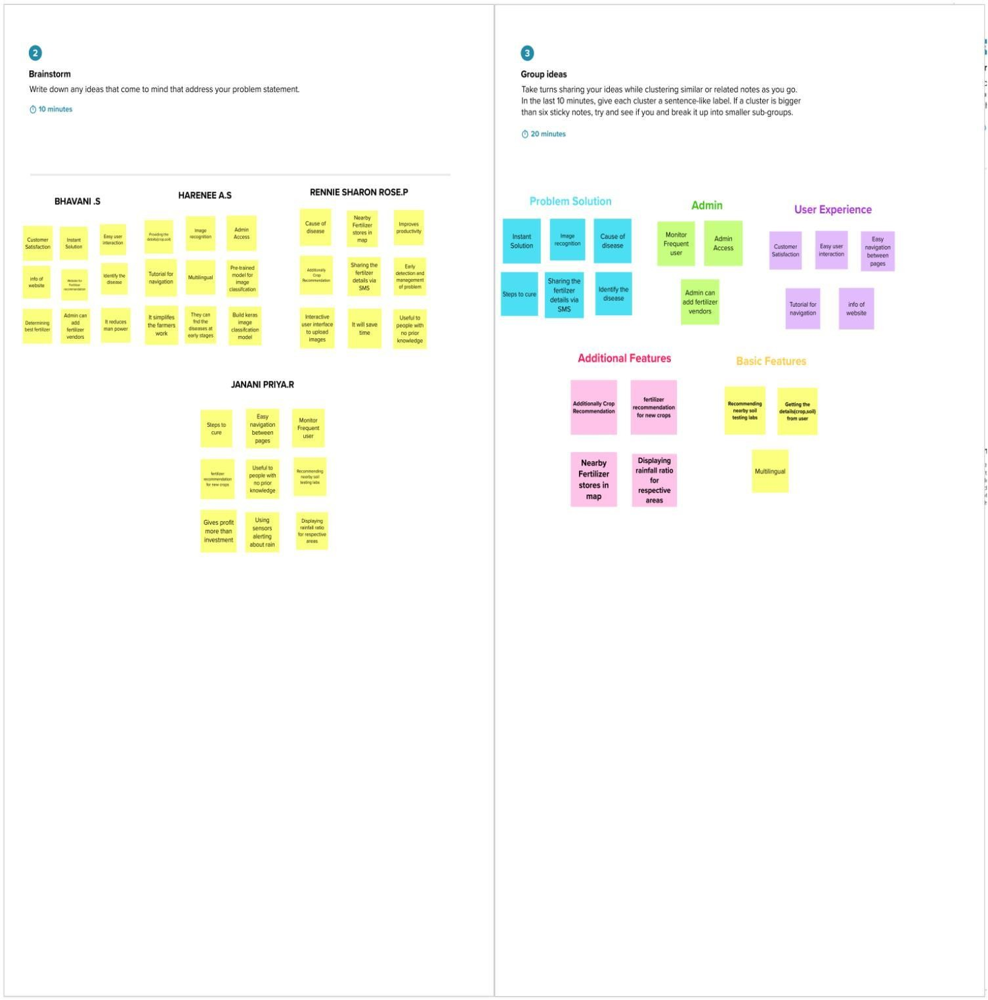 2
Brainstorm
Write down any ideas that come to mind that address your problem statement.
10 minutes
BHAVANI .S
Customer
Satisfaction
Instant
Solution
Easy user
interaction
info of
website
Website for
Fertilizer
recommendation
Identify the
disease
Determining
best fertilizer
Admin can
add
fertilizer
vendors
It reduces
man power
HARENEE A.S
Providing the
details(crop,soil)
Image
recognition
Admin
Access
Tutorial for
navigation
Multilingual
Pre-trained
model for
image
classifcation
It simplifes
the farmers
work
They can
fnd the
diseases at
early stages
Build keras
image
classifcation
model
RENNIE SHARON ROSE.P
Cause of
disease
Nearby
Fertilizer
stores in
map
Improves
productivity
Additionally
Crop
Recommendation
Sharing the
fertilzer
details via
SMS
Early
detection and
management
of problem
Interactive
user interface
to upload
images
It will save
time
Useful to
people with
no prior
knowledge
JANANI PRIYA.R
Steps to
cure
Easy
navigation
between
pages
Monitor
Frequent
user
fertilizer
recommendation
for new crops
Useful to
people with
no prior
knowledge
Recommending
nearby soil
testing labs
Gives profit
more than
investment
Using
sensors
alerting
about rain
Displaying
rainfall ratio
for respective
areas
3
Group ideas
Take turns sharing your ideas while clustering similar or related notes as you go.
In the last 10 minutes, give each cluster a sentence-like label. If a cluster is bigger
than six sticky notes, try and see if you and break it up into smaller sub-groups.
20 minutes
Problem Solution
Instant
Solution
Image
recognition
Cause of
disease
Steps to cure
Sharing the
fertilzer
details via
SMS
Identify the
disease
Admin
Monitor
Frequent
user
Admin
Access
Admin can
add fertilizer
vendors
User Experience
Customer
Satisfaction
Easy user
interaction
Easy
navigation
between
pages
Tutorial for
navigation
info of
website
Additional Features
Additionally Crop
Recommendation
fertilizer
recommendation
for new crops
Nearby
Fertilizer
stores in
map
Displaying
rainfall ratio
for
respective
areas
Basic Features
Recommending
nearby soil
testing labs
Getting the
details(crop,soil)
from user
Multilingual